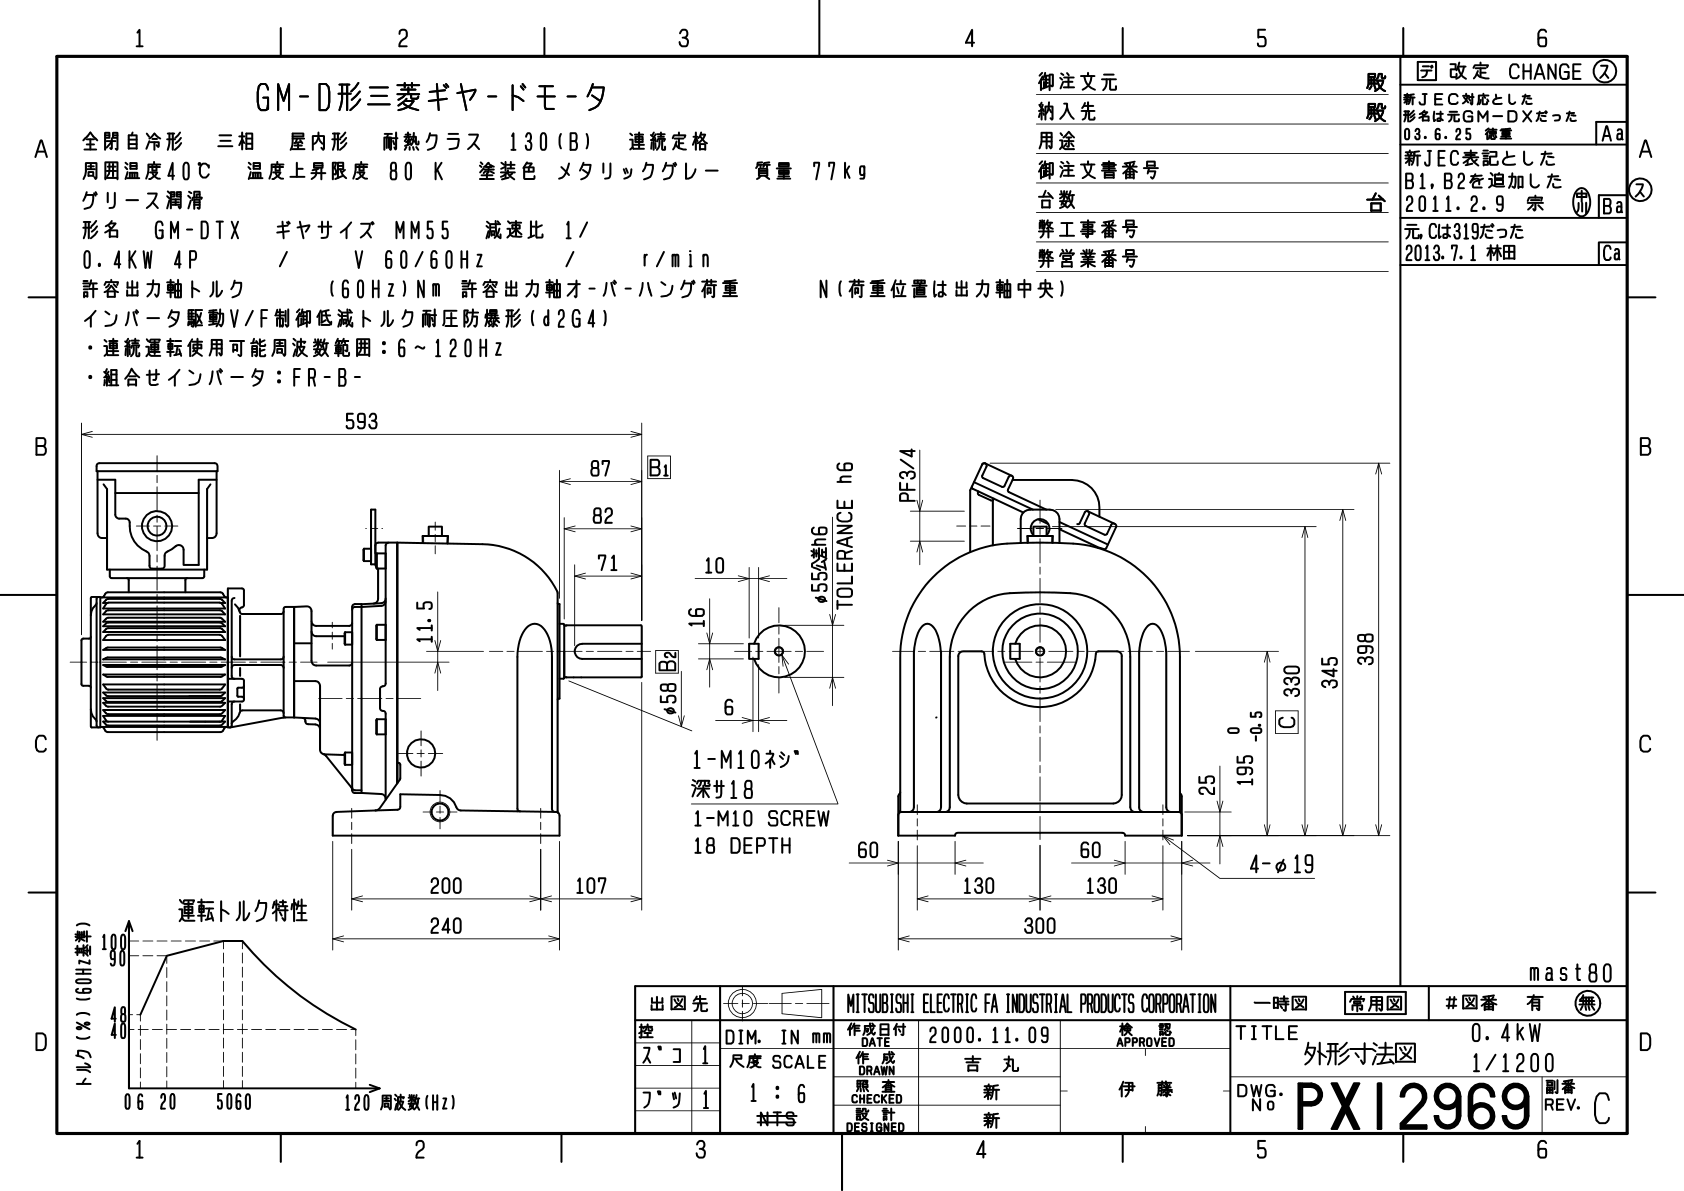 1 2 3 4 5 6
GM-D形三菱ギヤードモータ
全閉自冷形 三相 屋内形 耐熱クラス 130(B) 連続定格
周囲温度40℃ 温度上昇限度 80 K 塗装色 メタリックグレー 質量 77kg
グリース潤滑
形名 GM-DTX ギヤサイズ MM55 減速比 1/
0.4KW 4P / V 60/60Hz / r/min
許容出力軸トルク (60Hz)Nm 許容出力軸オーバーハング荷重 N(荷重位置は出力軸中央)
インバータ駆動V/F制御低減トルク耐圧防爆形(d2G4)
・連続運転使用可能周波数範囲:6~120Hz
・組合せインバータ:FR-B-
御注文元 殿
納入先 殿
用途
御注文書番号
台数 台
弊工事番号
弊営業番号
デ 改定 CHANGE ス
新JEC対応とした
形名は元GM-DXだった
03.6.25 徳重 Aa
新JEC表記とした
B1,B2を追加した
2011.2.9 宗 Ba
元,Cは319だった
2013.7.1 林田 Ca
A
B
C
D
A
ス
B
C
D
593
87 B1
82
71
11.5
φ58 B2
10
16
6
φ55公差h6
TOLERANCE h6
1-M10ネジ
深サ18
1-M10 SCREW
18 DEPTH
200
107
240
PF3/4
398
345
330
C
195 0 -0.5
25
60
60
4-φ19
130
130
300
運転トルク特性
トルク(%)(60Hz基準)
100
90
48
40
0 6 20 50 60 120 周波数(Hz)
mast80
出図先
MITSUBISHI ELECTRIC FA INDUSTRIAL PRODUCTS CORPORATION
一時図 常用図
#図番 有 無
控
ズコ 1
ブツ 1
DIM. IN mm
尺度 SCALE
1 : 6
NTS
作成日付
DATE
2000.11.09
作成
DRAWN
吉丸
照査
CHECKED
新
設計
DESIGNED
新
検認
APPROVED
伊藤
TITLE
外形寸法図
0.4kW
1/1200
DWG.
No
PX12969
副番
REV.
C
1 2 3 4 5 6